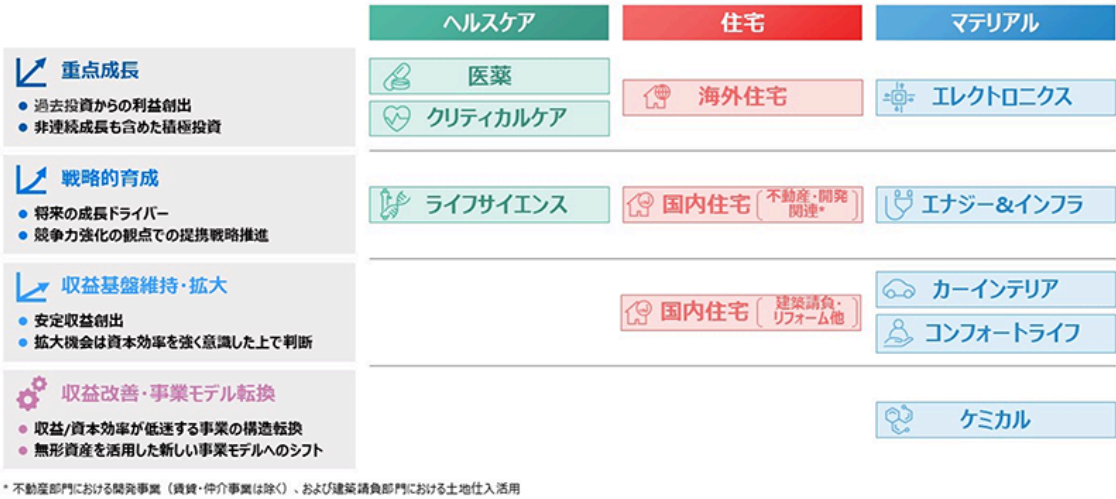 ヘルスケア
住宅
マテリアル
重点成長
● 過去投資からの利益創出
● 非連続成長も含めた積極投資
医薬
クリティカルケア
海外住宅
エレクトロニクス
戦略的育成
● 将来の成長ドライバー
● 競争力強化の観点での提携戦略推進
ライフサイエンス
国内住宅 [不動産・開発
関連*]
エナジー&インフラ
収益基盤維持・拡大
● 安定収益創出
● 拡大機会は資本効率を強く意識した上で判断
国内住宅 [建築請負・
リフォーム他]
カーインテリア
コンフォートライフ
収益改善・事業モデル転換
● 収益/資本効率が低迷する事業の構造転換
● 無形資産を活用した新しい事業モデルへのシフト
ケミカル
* 不動産部門における開発事業（賃貸・仲介事業は除く）、および建築請負部門における土地仕入活用